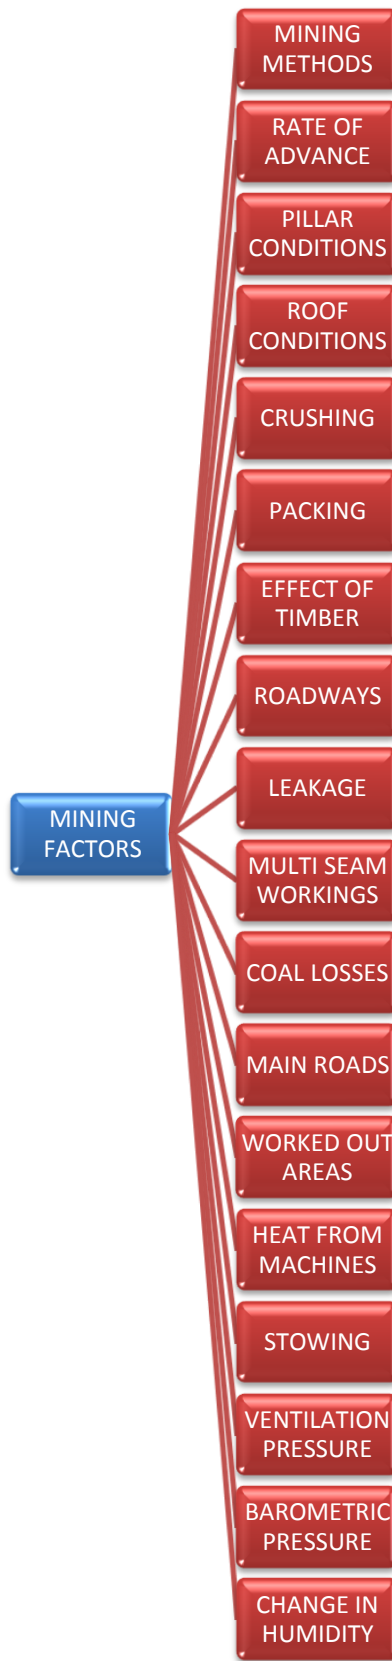 MINING
METHODS
RATE OF
ADVANCE
PILLAR
CONDITIONS
ROOF
CONDITIONS
CRUSHING
PACKING
EFFECT OF
TIMBER
ROADWAYS
LEAKAGE
MINING
FACTORS
MULTI SEAM
WORKINGS
COAL LOSSES
MAIN ROADS
WORKED OUT
AREAS
HEAT FROM
MACHINES
STOWING
VENTILATION
PRESSURE
BAROMETRIC
PRESSURE
CHANGE IN
HUMIDITY